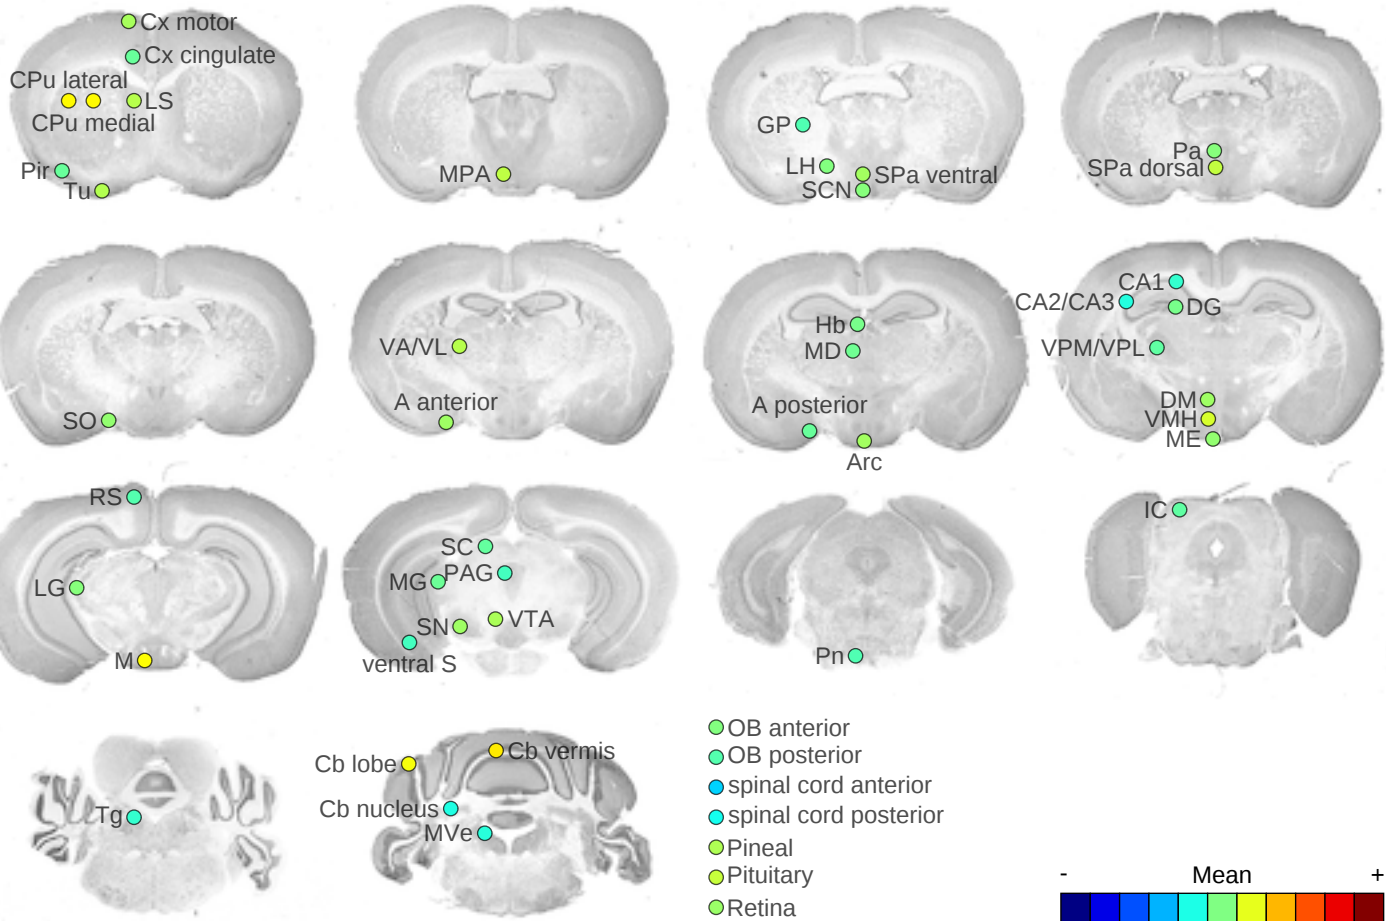 Cx motor
Cx cingulate
CPu lateral
LS
CPu medial
Pir
Tu
MPA
GP
LH
SPa ventral
SCN
Pa
SPa dorsal
SO
VA/VL
A anterior
Hb
MD
A posterior
Arc
CA1
CA2/CA3
DG
VPM/VPL
DM
VMH
ME
RS
LG
M
SC
MG
PAG
SN
VTA
ventral S
Pn
IC
Tg
Cb lobe
Cb vermis
Cb nucleus
MVe
OB anterior
OB posterior
spinal cord anterior
spinal cord posterior
Pineal
Pituitary
Retina
- Mean +